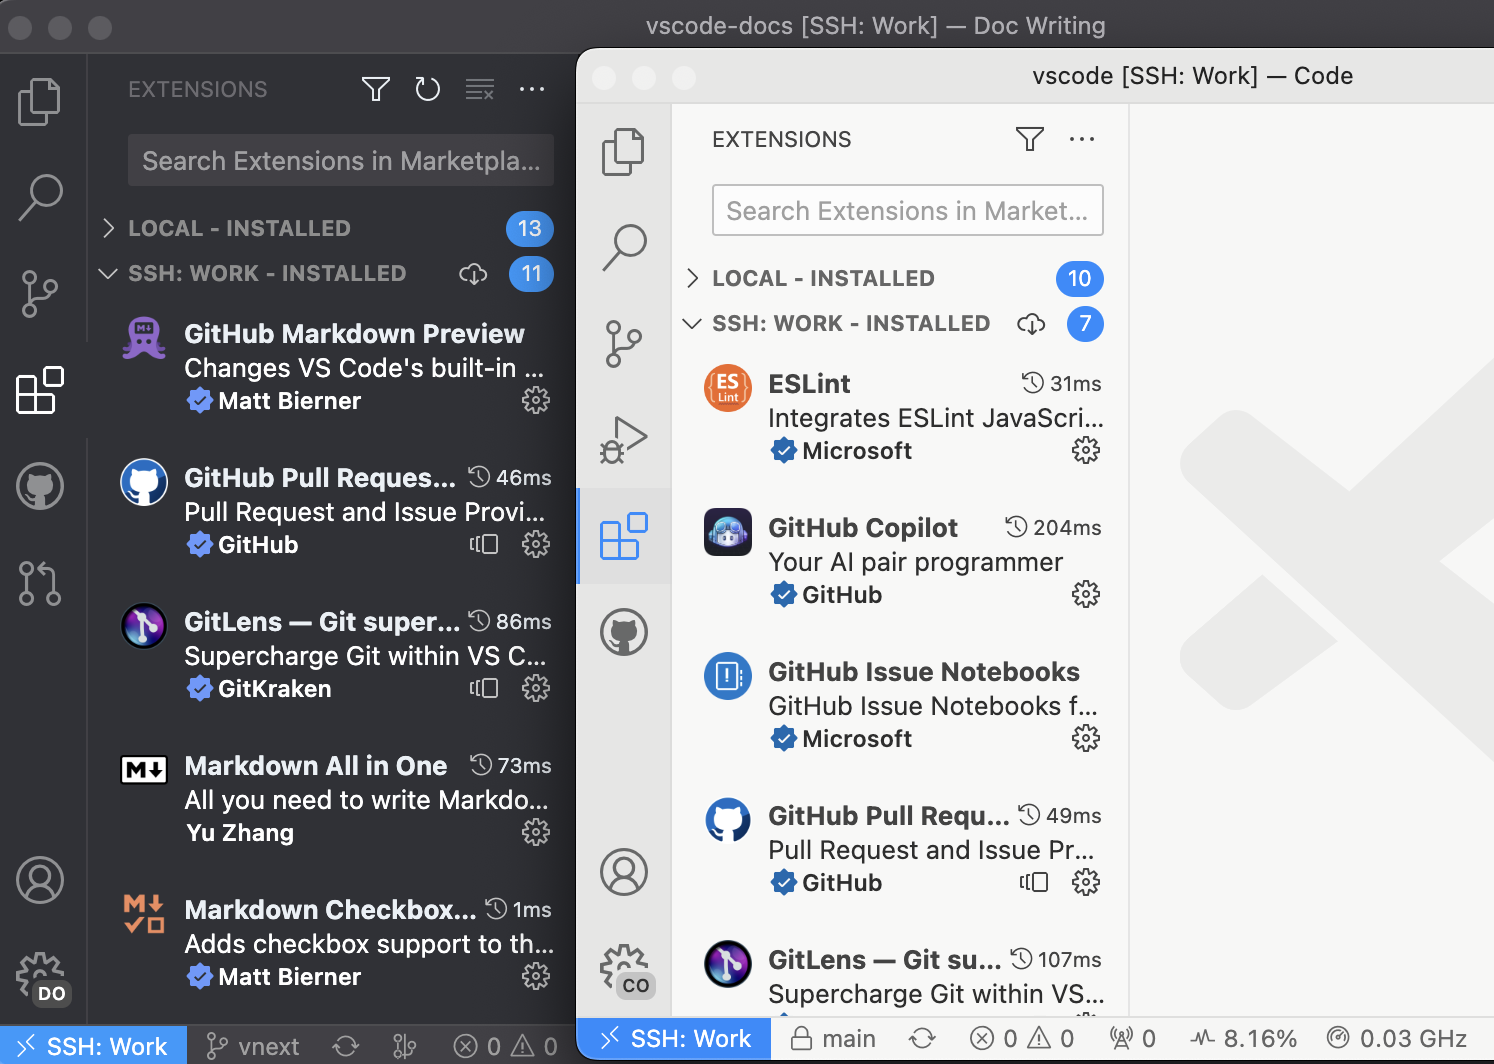 vscode-docs [SSH: Work] — Doc Writing
EXTENSIONS
Search Extensions in Marketpla...
LOCAL - INSTALLED 13
SSH: WORK - INSTALLED 11
GitHub Markdown Preview
Changes VS Code's built-in ...
Matt Bierner
GitHub Pull Reques... 46ms
Pull Request and Issue Provi...
GitHub
GitLens — Git super... 86ms
Supercharge Git within VS C...
GitKraken
M↓
Markdown All in One 73ms
All you need to write Markdo...
Yu Zhang
M↓
Markdown Checkbox... 1ms
Adds checkbox support to th...
Matt Bierner
DO
SSH: Work vnext 0 0
vscode [SSH: Work] — Code
EXTENSIONS
Search Extensions in Market...
LOCAL - INSTALLED 10
SSH: WORK - INSTALLED 7
{ES}
Lint
ESLint 31ms
Integrates ESLint JavaScri...
Microsoft
GitHub Copilot 204ms
Your AI pair programmer
GitHub
GitHub Issue Notebooks
GitHub Issue Notebooks f...
Microsoft
GitHub Pull Requ... 49ms
Pull Request and Issue Pr...
GitHub
GitLens — Git su... 107ms
Supercharge Git within VS...
CO
SSH: Work main 0 0 0 8.16% 0.03 GHz